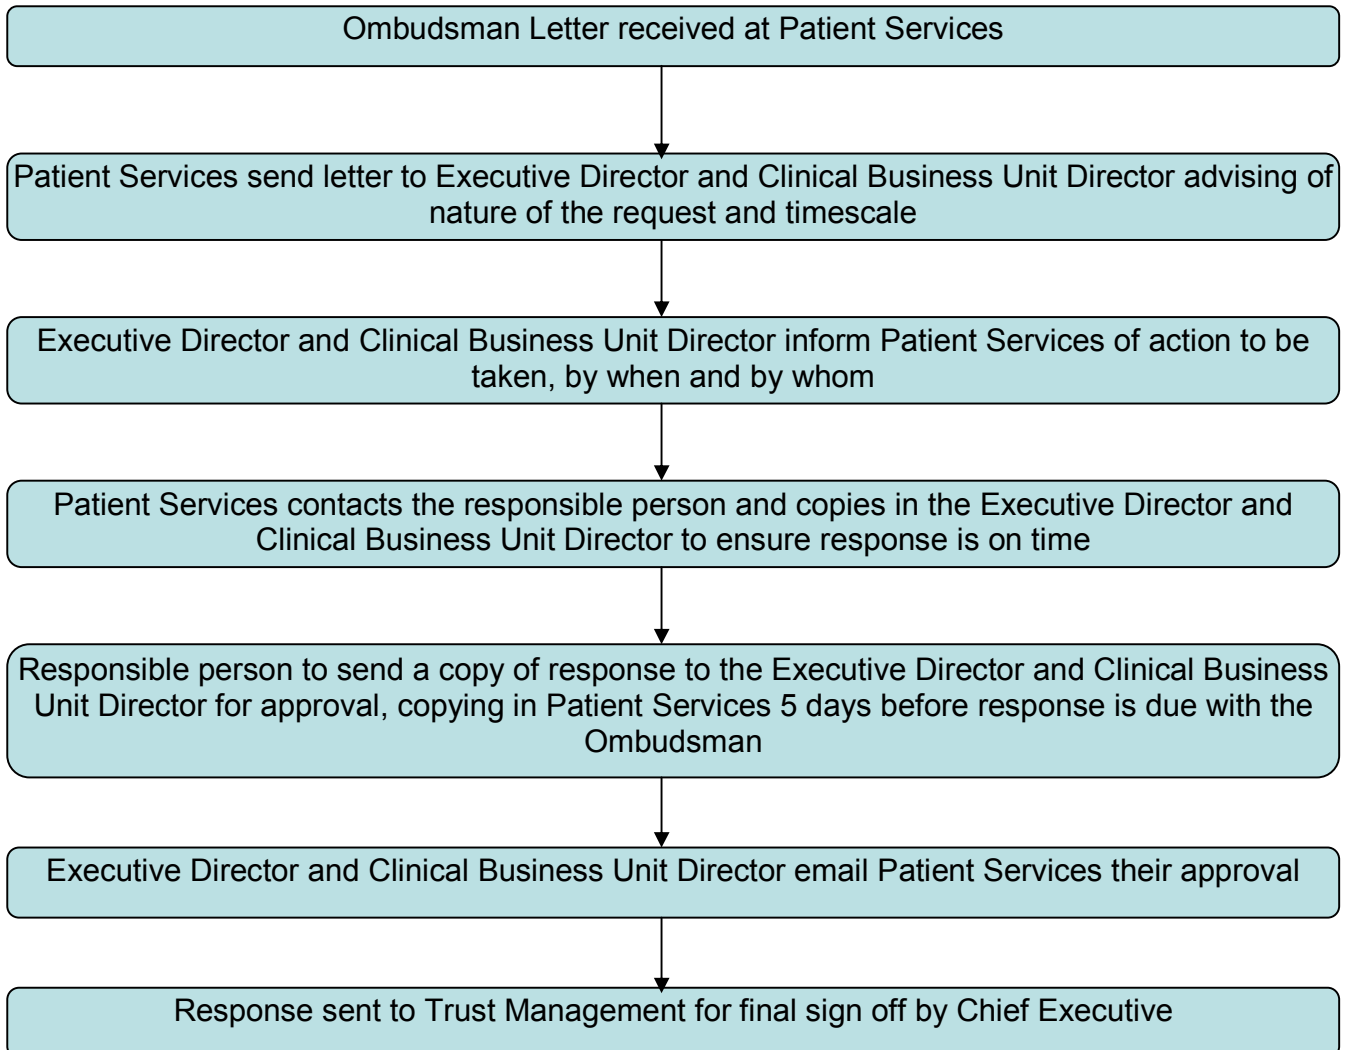 Ombudsman Letter received at Patient Services
Patient Services send letter to Executive Director and Clinical Business Unit Director advising of
nature of the request and timescale
Executive Director and Clinical Business Unit Director inform Patient Services of action to be
taken, by when and by whom
Patient Services contacts the responsible person and copies in the Executive Director and
Clinical Business Unit Director to ensure response is on time
Responsible person to send a copy of response to the Executive Director and Clinical Business
Unit Director for approval, copying in Patient Services 5 days before response is due with the
Ombudsman
Executive Director and Clinical Business Unit Director email Patient Services their approval
Response sent to Trust Management for final sign off by Chief Executive